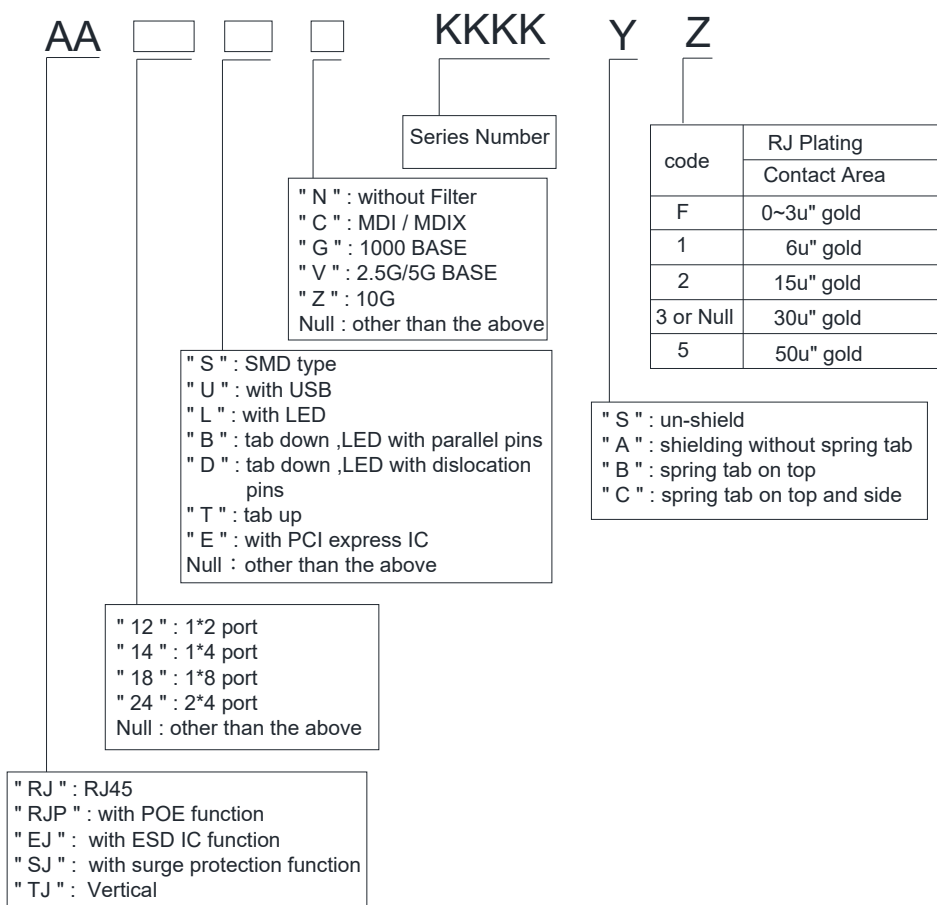 AA KKKK Y Z
Series Number
code RJ Plating
Contact Area
F 0~3u" gold
1 6u" gold
2 15u" gold
3 or Null 30u" gold
5 50u" gold
" N " : without Filter
" C " : MDI / MDIX
" G " : 1000 BASE
" V " : 2.5G/5G BASE
" Z " : 10G
Null : other than the above
" S " : SMD type
" U " : with USB
" L " : with LED
" B " : tab down ,LED with parallel pins
" D " : tab down ,LED with dislocation
pins
" T " : tab up
" E " : with PCI express IC
Null : other than the above
" S " : un-shield
" A " : shielding without spring tab
" B " : spring tab on top
" C " : spring tab on top and side
" 12 " : 1*2 port
" 14 " : 1*4 port
" 18 " : 1*8 port
" 24 " : 2*4 port
Null : other than the above
" RJ " : RJ45
" RJP " : with POE function
" EJ " : with ESD IC function
" SJ " : with surge protection function
" TJ " : Vertical